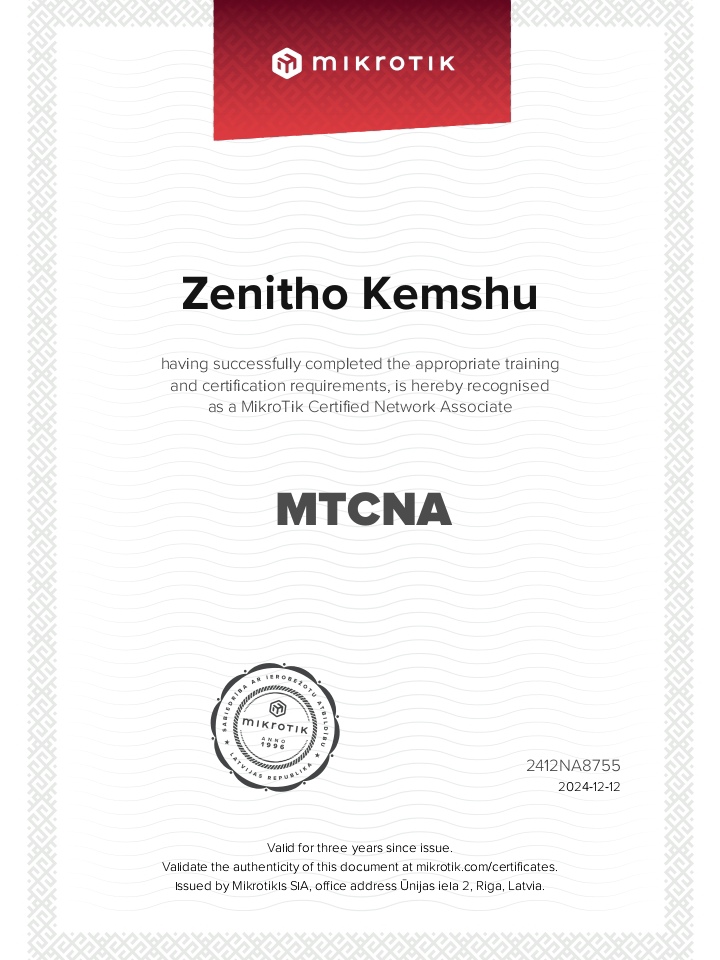 mikrotik
Zenitho Kemshu
having successfully completed the appropriate training
and certification requirements, is hereby recognised
as a MikroTik Certified Network Associate
MTCNA
SABIEDRĪBA AR IEROBEŽOTU ATBILDĪBU
mikrotik
ANNO
1996
★ LATVIJAS REPUBLIKA ★
2412NA8755
2024-12-12
Valid for three years since issue.
Validate the authenticity of this document at mikrotik.com/certificates.
Issued by Mikrotikls SIA, office address Ūnijas iela 2, Riga, Latvia.